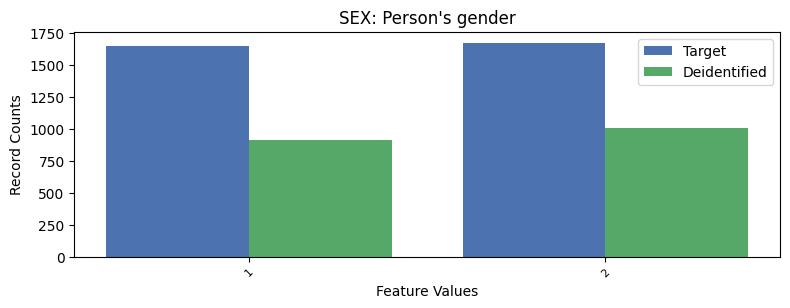 SEX: Person's gender
Target
Deidentified
Record Counts
1750
1500
1250
1000
750
500
250
0
1
2
Feature Values